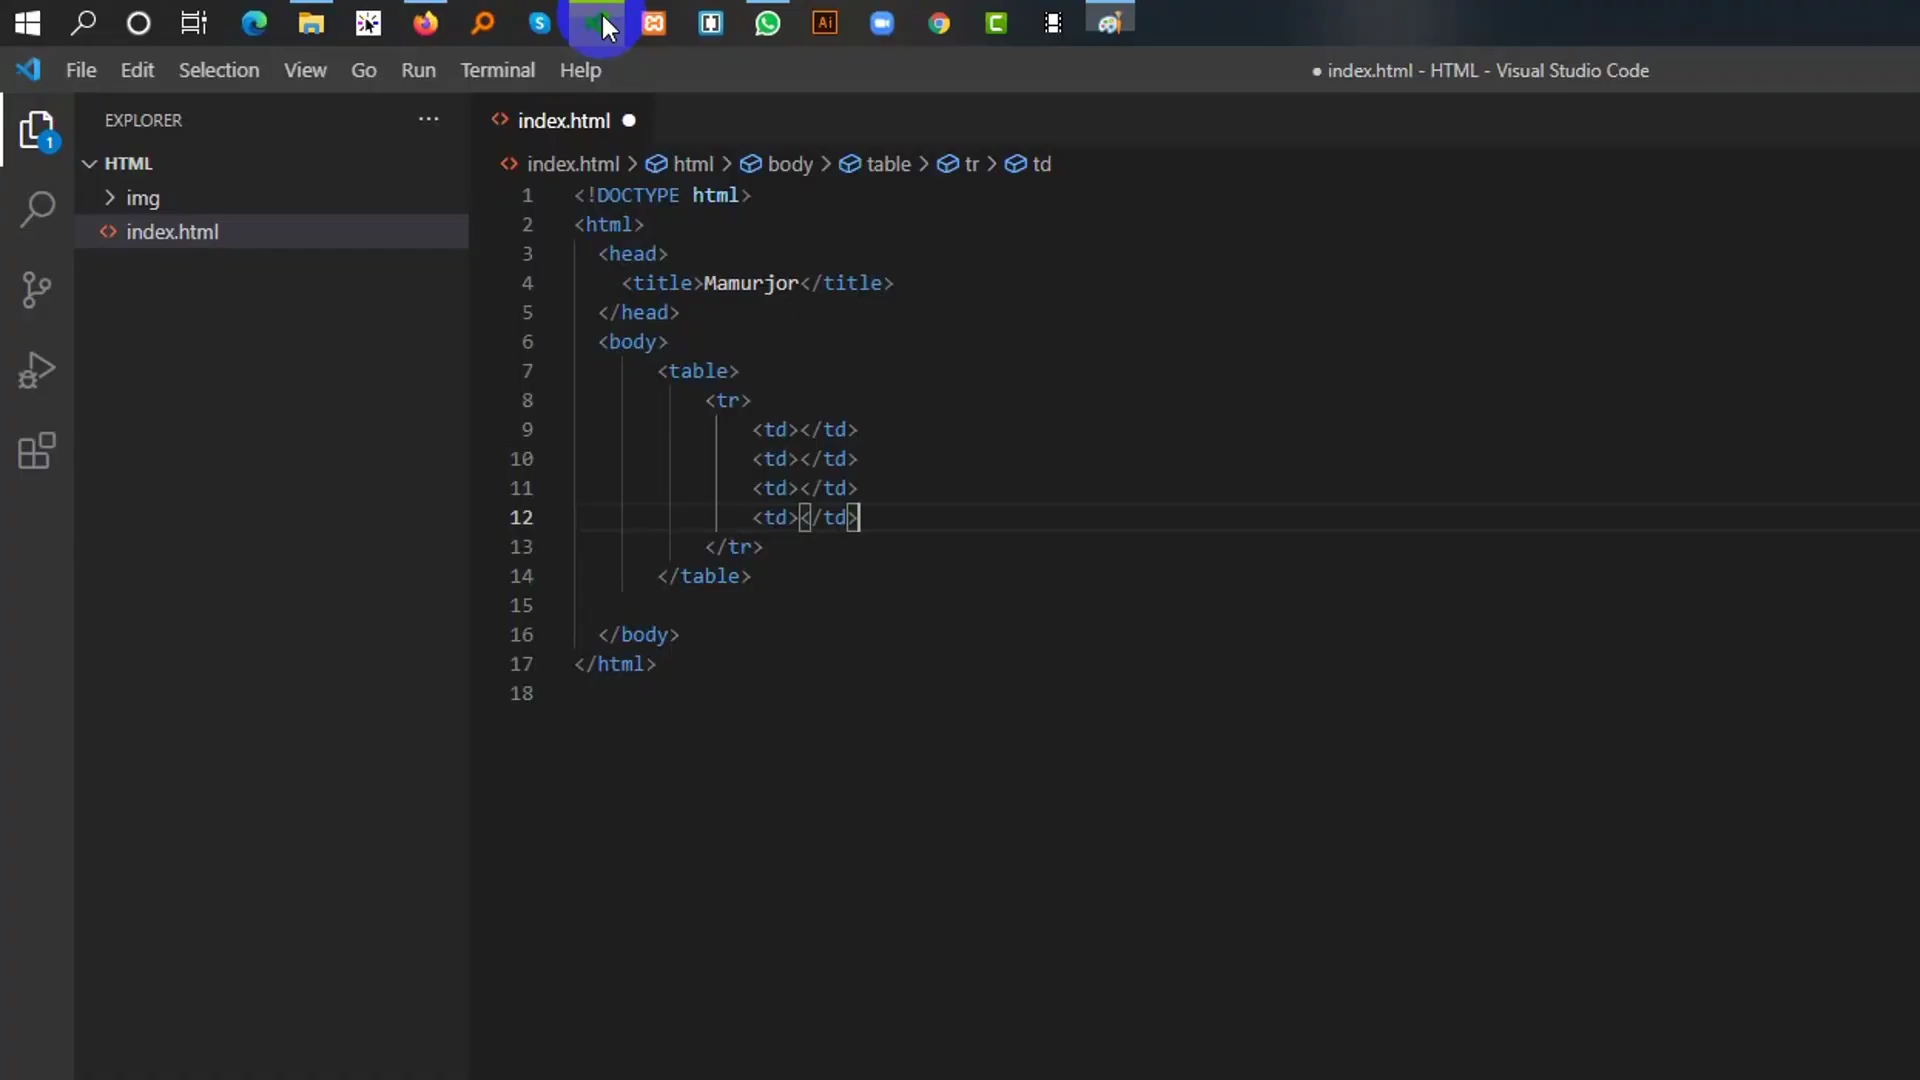 File Edit Selection View Go Run Terminal Help
● index.html - HTML - Visual Studio Code
EXPLORER ···
1
HTML
img
index.html
index.html
index.html > html > body > table > tr > td
1 <!DOCTYPE html>
2 <html>
3 <head>
4 <title>Mamurjor</title>
5 </head>
6 <body>
7 <table>
8 <tr>
9 <td></td>
10 <td></td>
11 <td></td>
12 <td></td>
13 </tr>
14 </table>
15
16 </body>
17 </html>
18